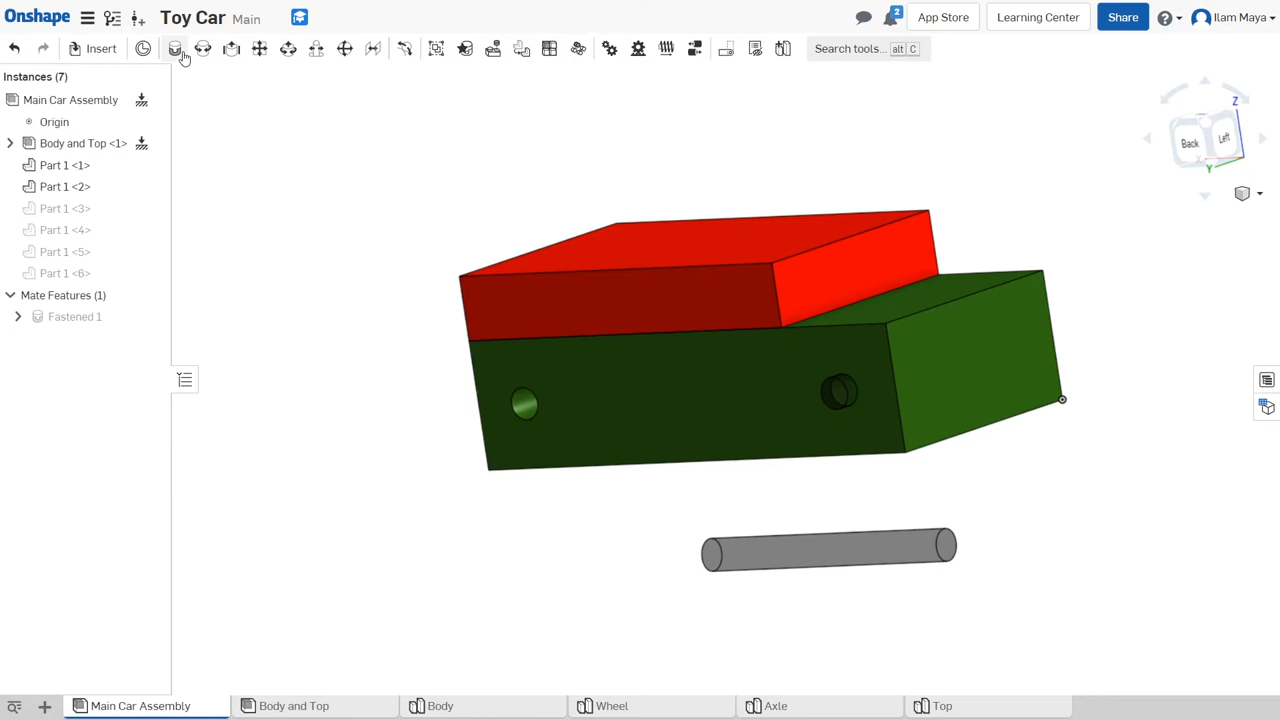 Onshape Toy Car Main App Store Learning Center Share Ilam Maya
2
Insert Search tools... alt C
Instances (7)
Main Car Assembly
Origin
Body and Top <1>
Part 1 <1>
Part 1 <2>
Part 1 <3>
Part 1 <4>
Part 1 <5>
Part 1 <6>
Mate Features (1)
Fastened 1
Z
Back Left
X
Y
Main Car Assembly Body and Top Body Wheel Axle Top